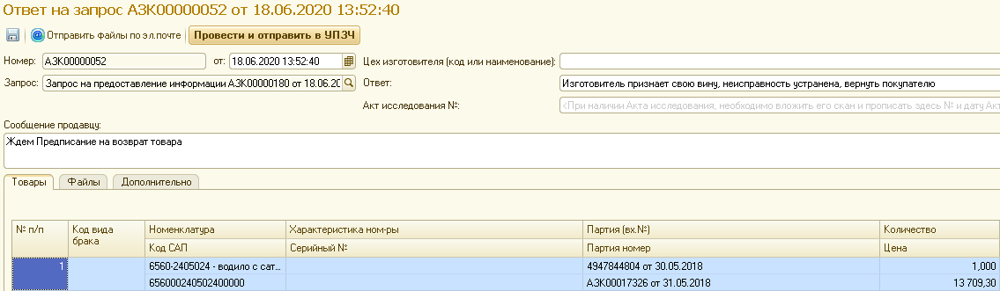 Ответ на запрос АЗК00000052 от 18.06.2020 13:52:40
Отправить файлы по эл.почте Провести и отправить в УПЗЧ
Номер: АЗК00000052 от: 18.06.2020 13:52:40 Цех изготовителя (код или наименование):
Запрос: Запрос на предоставление информации АЗК00000180 от 18.06.20 Ответ: Изготовитель признает свою вину, неисправность устранена, вернуть покупателю
Акт исследования №: <При наличии Акта исследования, необходимо вложить его скан и прописать здесь № и дату Акт
Сообщение продавцу:
Ждем Предписание на возврат товара
Товары Файлы Дополнительно
№ п/п Код вида брака Номенклатура Характеристика ном-ры Партия (вх.№) Количество
Код САП Серийный № Партия номер Цена
1 6560-2405024 - водило с сат... 4947844804 от 30.05.2018 1,000
656000240502400000 АЗК00017326 от 31.05.2018 13 709,30